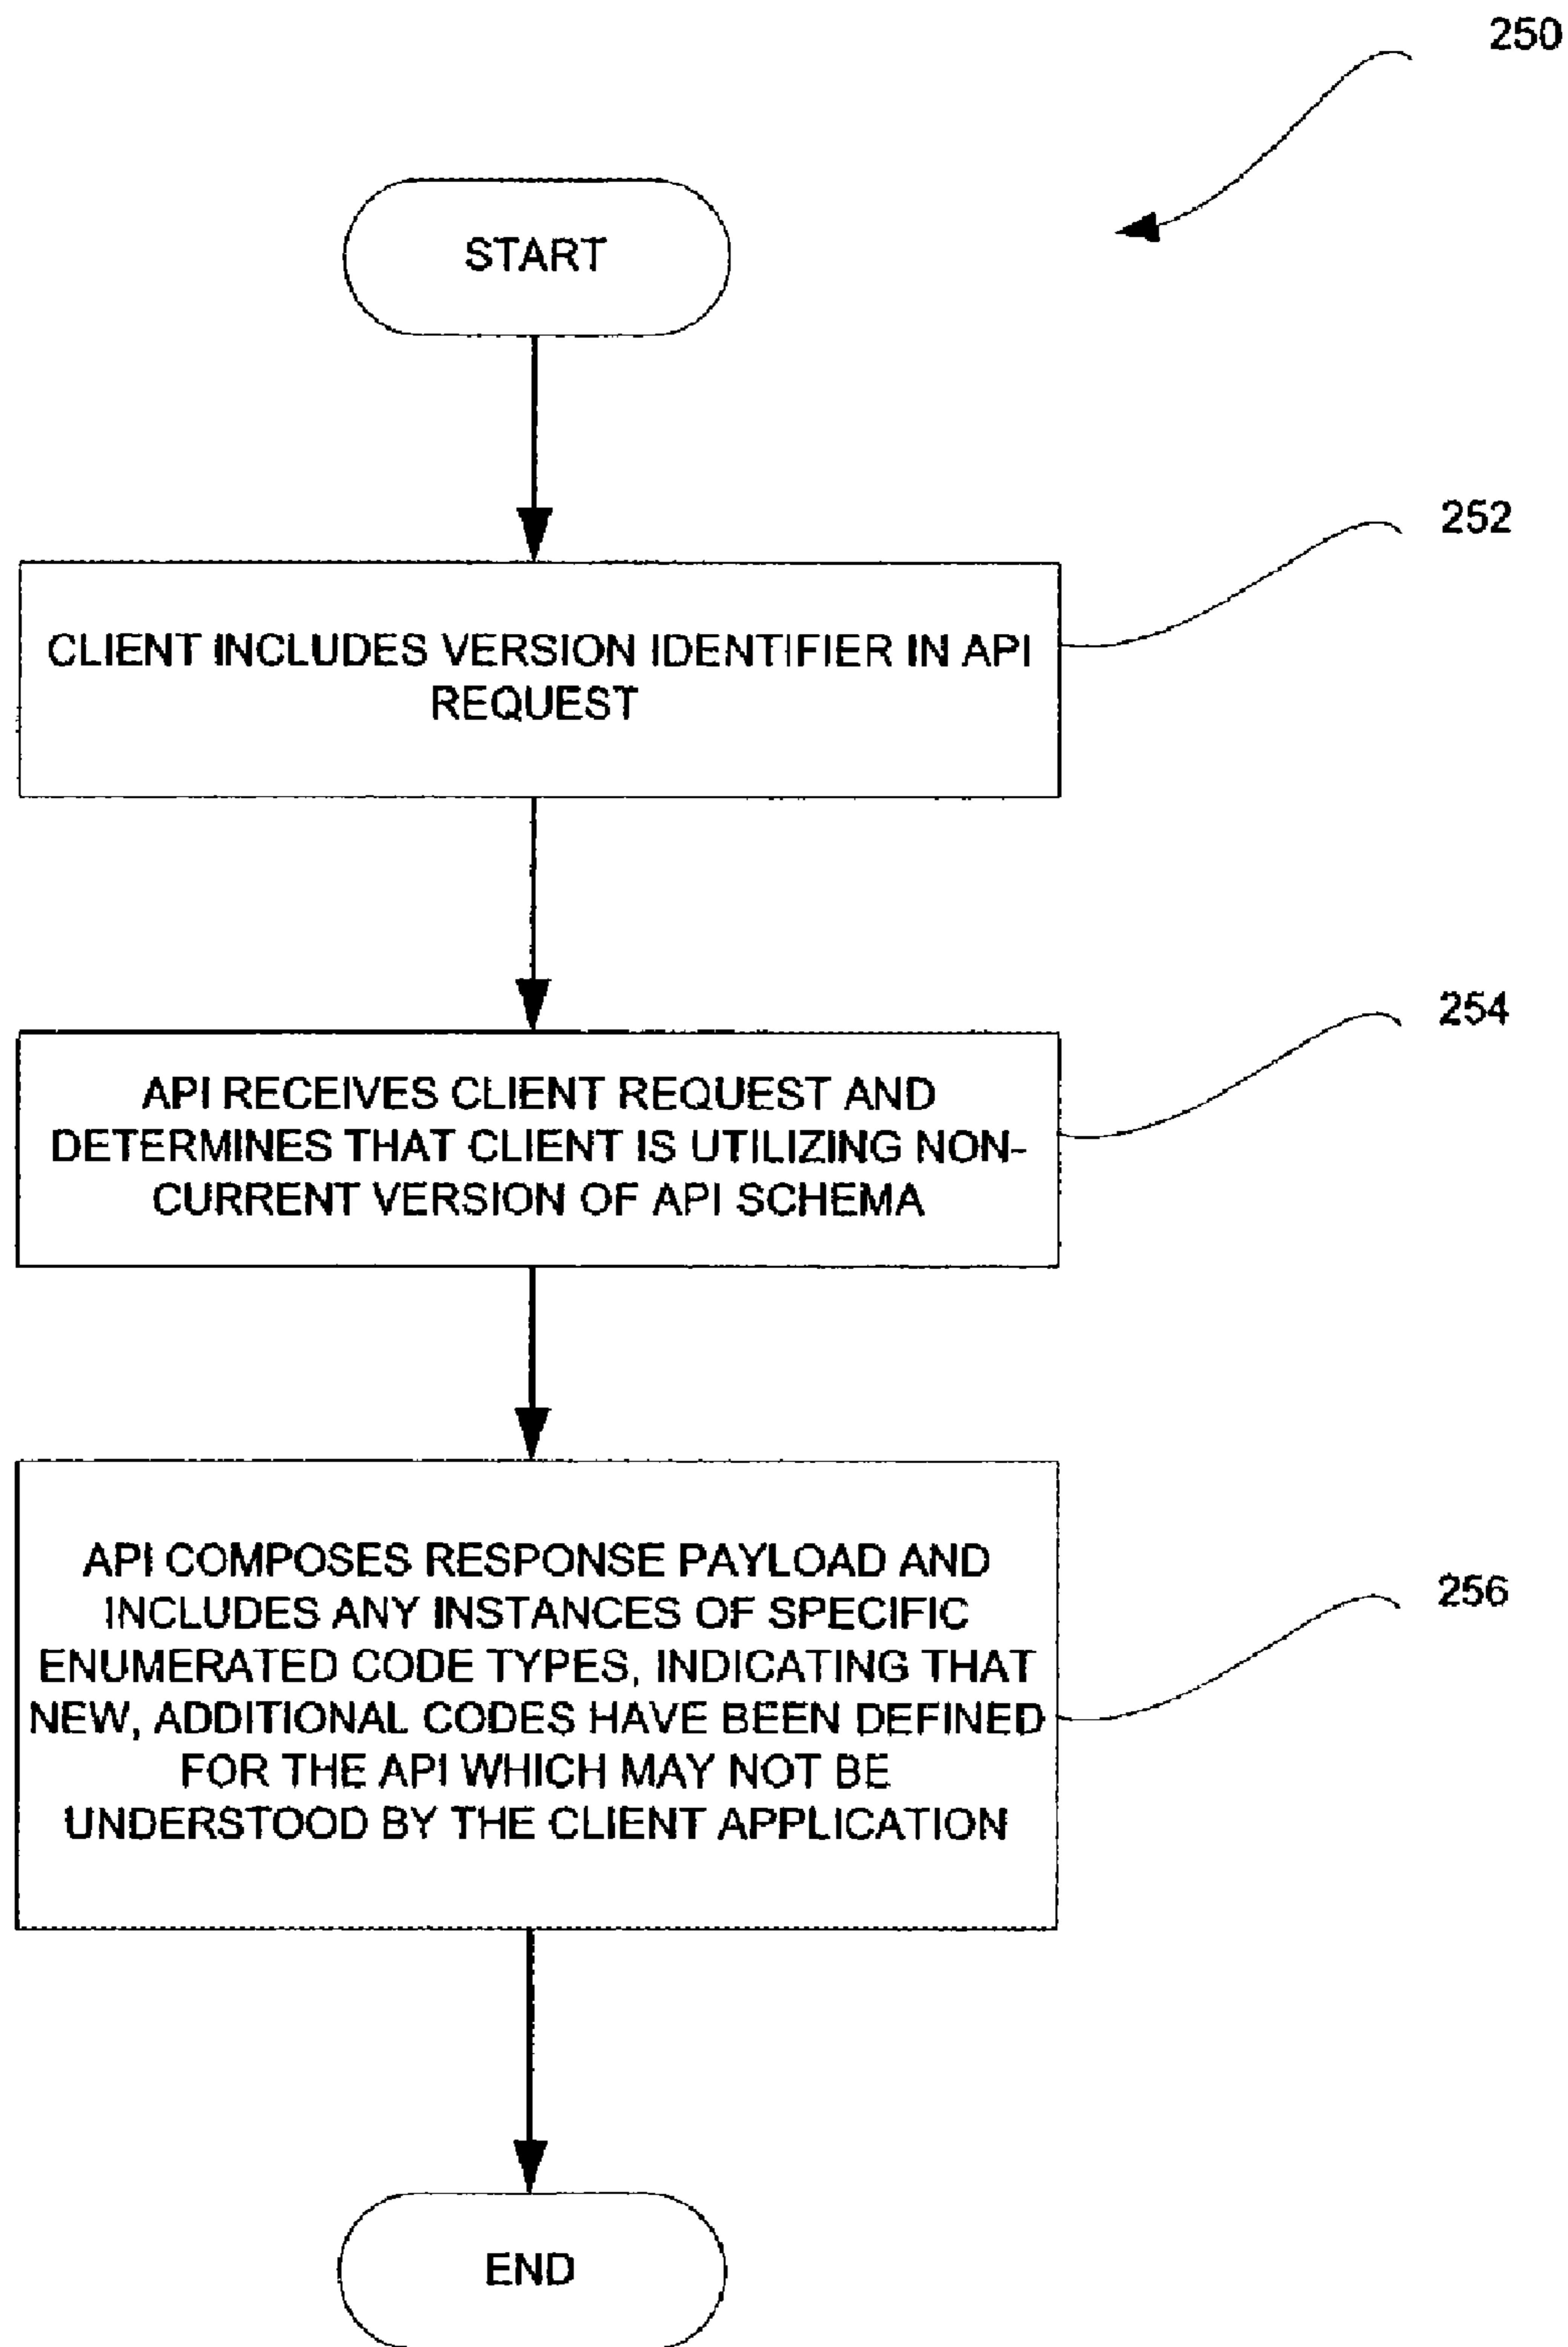 250
START
252
CLIENT INCLUDES VERSION IDENTIFIER IN API
REQUEST
254
API RECEIVES CLIENT REQUEST AND
DETERMINES THAT CLIENT IS UTILIZING NON-
CURRENT VERSION OF API SCHEMA
256
API COMPOSES RESPONSE PAYLOAD AND
INCLUDES ANY INSTANCES OF SPECIFIC
ENUMERATED CODE TYPES, INDICATING THAT
NEW, ADDITIONAL CODES HAVE BEEN DEFINED
FOR THE API WHICH MAY NOT BE
UNDERSTOOD BY THE CLIENT APPLICATION
END